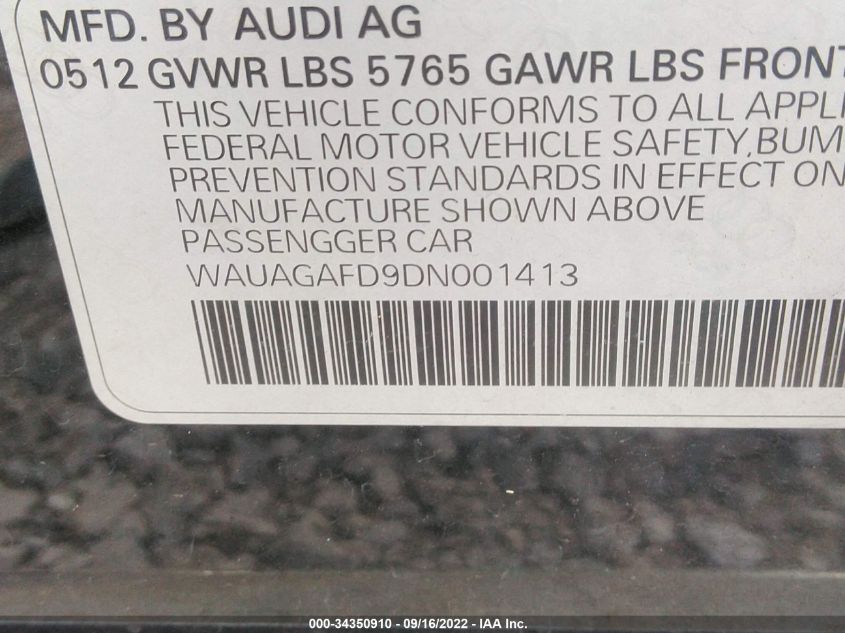 MFD. BY AUDI AG
0512 GVWR LBS 5765 GAWR LBS FRONT
THIS VEHICLE CONFORMS TO ALL APPLI
FEDERAL MOTOR VEHICLE SAFETY, BUM
PREVENTION STANDARDS IN EFFECT ON
MANUFACTURE SHOWN ABOVE
PASSENGGER CAR
WAUAGAFD9DN001413
000-34350910 - 09/16/2022 - IAA Inc.